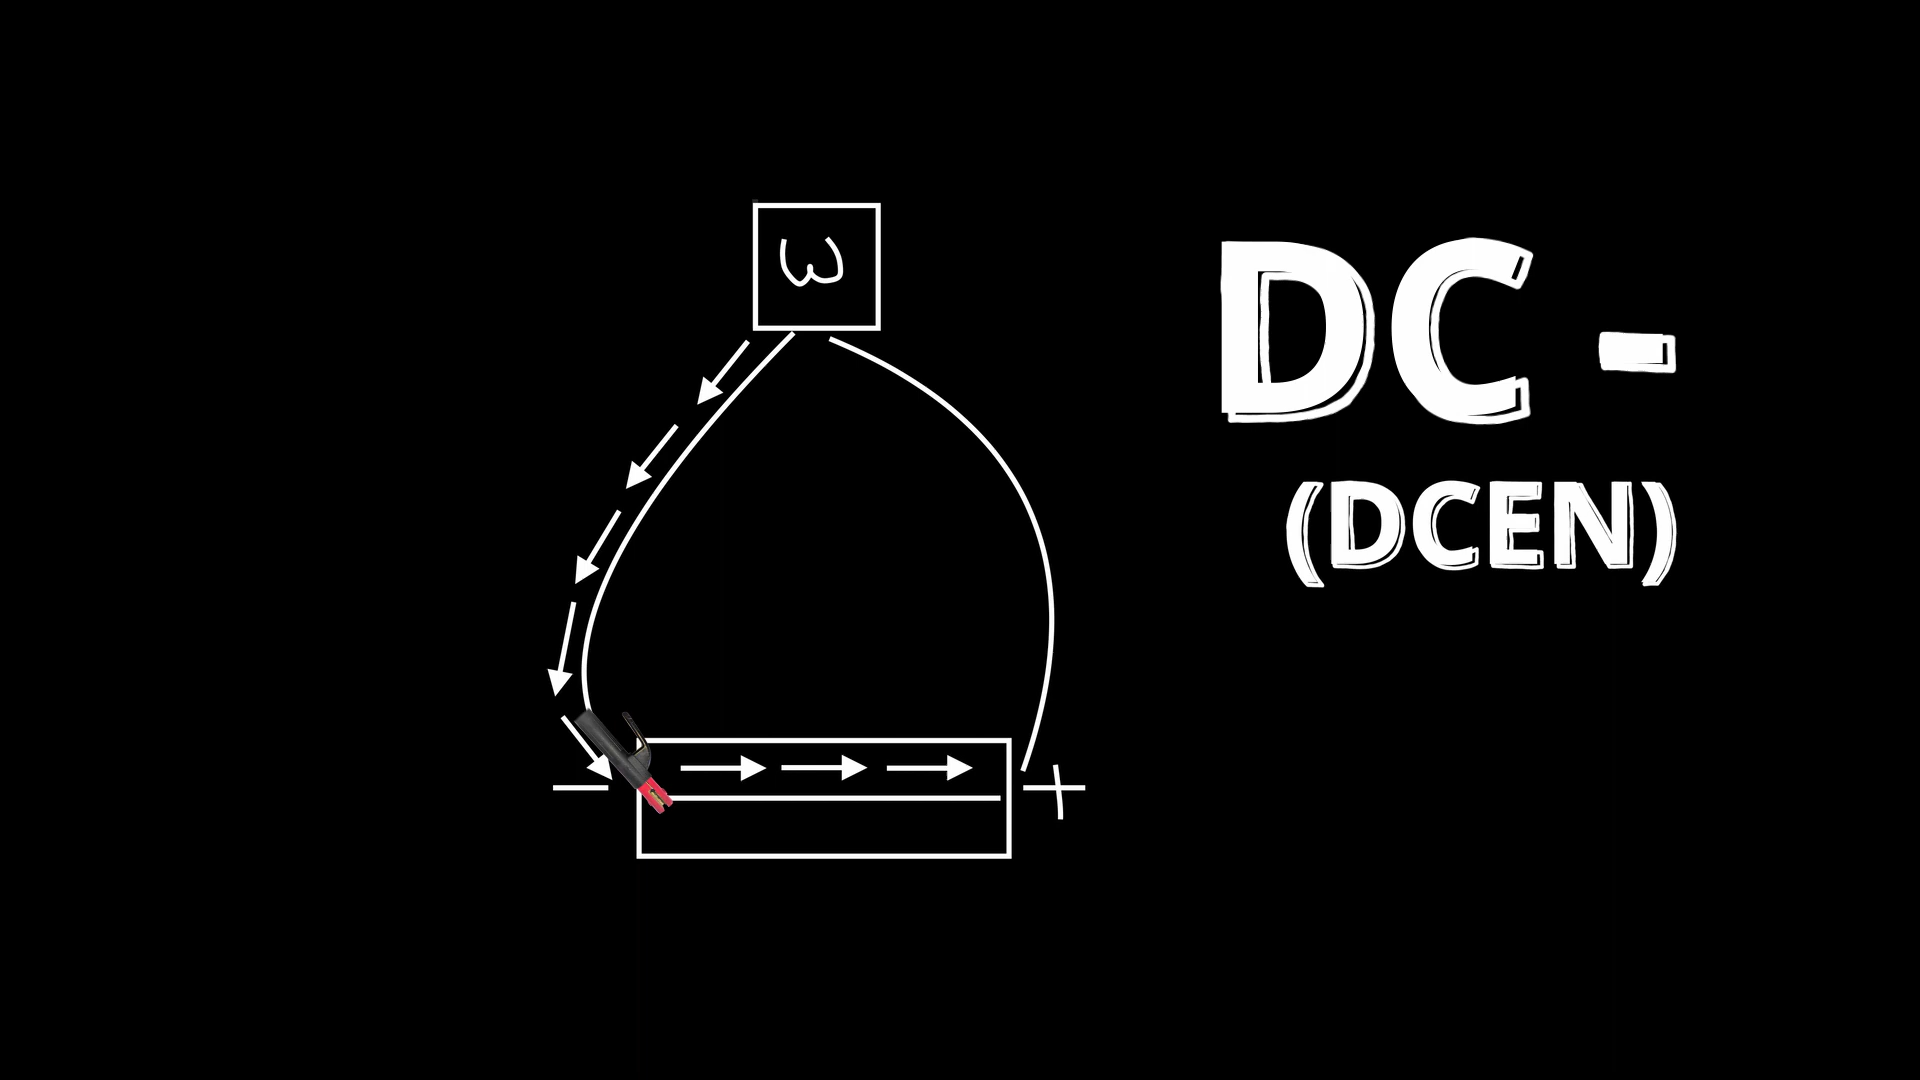 ω
DC -
(DCEN)
- +